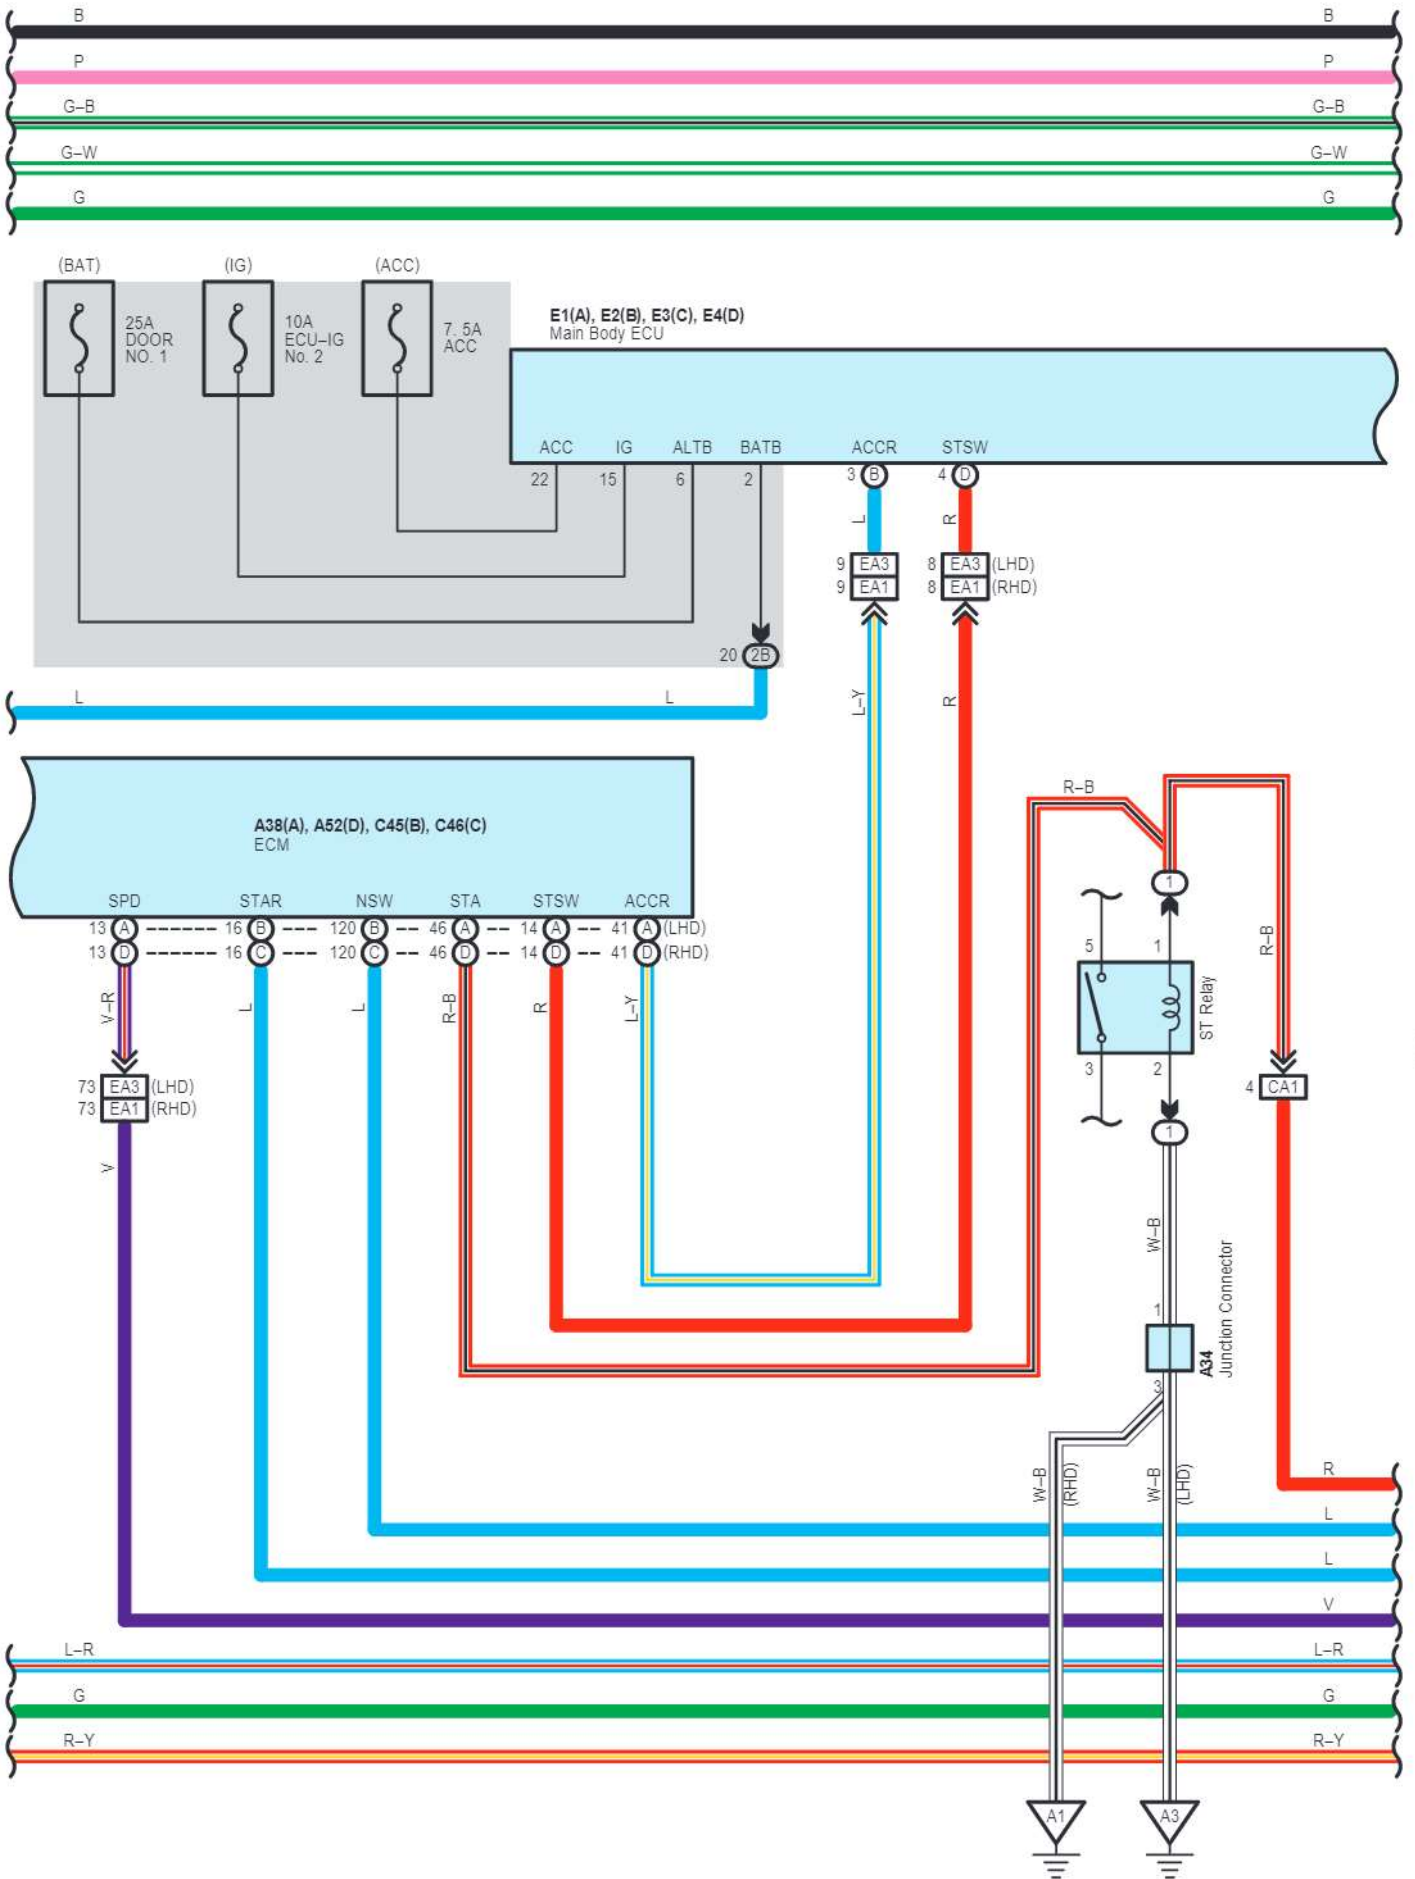 B B
P P
G–B G–B
G–W G–W
G G
(BAT) (IG) (ACC)
25A
DOOR
NO. 1
10A
ECU–IG
No. 2
7. 5A
ACC
E1(A), E2(B), E3(C), E4(D)
Main Body ECU
ACC IG ALTB BATB ACCR STSW
22 15 6 2 3 B 4 D
L R
9 EA3 8 EA3 (LHD)
9 EA1 8 EA1 (RHD)
20 2B
L L
L–Y R
R–B
A38(A), A52(D), C45(B), C46(C)
ECM
SPD STAR NSW STA STSW ACCR
13 A 16 B 120 B 46 A 14 A 41 A (LHD)
13 D 16 C 120 C 46 D 14 D 41 D (RHD)
V–R L L R–B R L–Y
1
5 1
R–B
ST Relay
3 2
73 EA3 (LHD)
73 EA1 (RHD)
4 CA1
1
V
W–B
1
A34
Junction Connector
3
W–B
(RHD)
W–B
(LHD)
R
L
L
V
L–R L–R
G G
R–Y R–Y
A1 A3